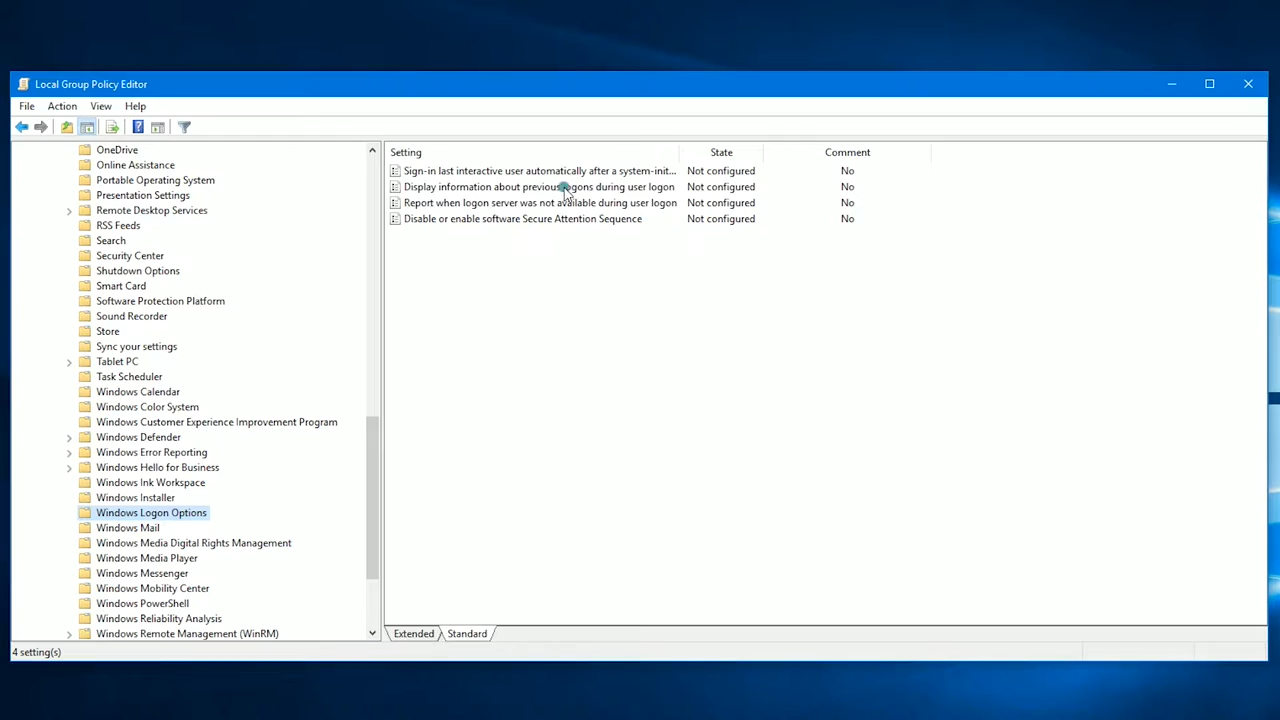 Local Group Policy Editor
File Action View Help
OneDrive
Online Assistance
Portable Operating System
Presentation Settings
Remote Desktop Services
RSS Feeds
Search
Security Center
Shutdown Options
Smart Card
Software Protection Platform
Sound Recorder
Store
Sync your settings
Tablet PC
Task Scheduler
Windows Calendar
Windows Color System
Windows Customer Experience Improvement Program
Windows Defender
Windows Error Reporting
Windows Hello for Business
Windows Ink Workspace
Windows Installer
Windows Logon Options
Windows Mail
Windows Media Digital Rights Management
Windows Media Player
Windows Messenger
Windows Mobility Center
Windows PowerShell
Windows Reliability Analysis
Windows Remote Management (WinRM)
Setting State Comment
Sign-in last interactive user automatically after a system-init... Not configured No
Display information about previous logons during user logon Not configured No
Report when logon server was not available during user logon Not configured No
Disable or enable software Secure Attention Sequence Not configured No
Extended Standard
4 setting(s)